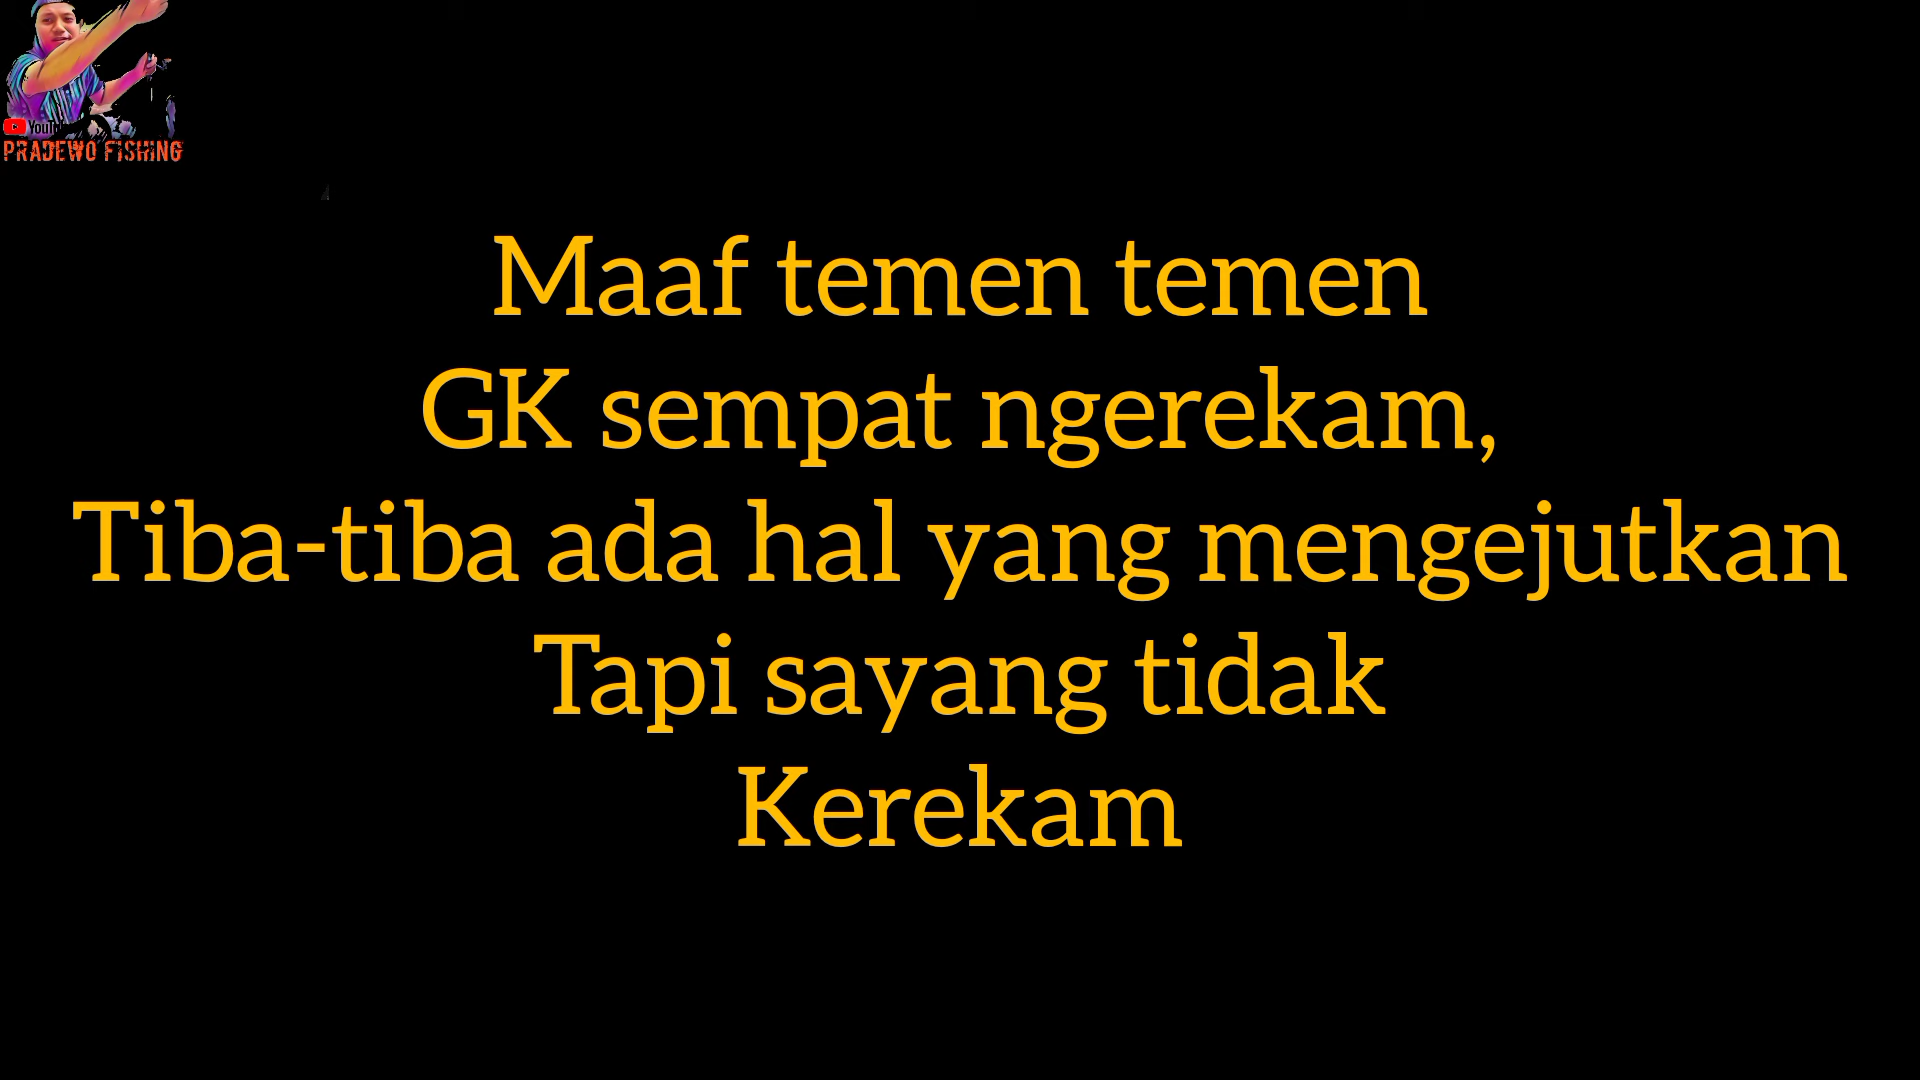 YouTube
PRADEWO FISHING
Maaf temen temen
GK sempat ngerekam,
Tiba-tiba ada hal yang mengejutkan
Tapi sayang tidak
Kerekam